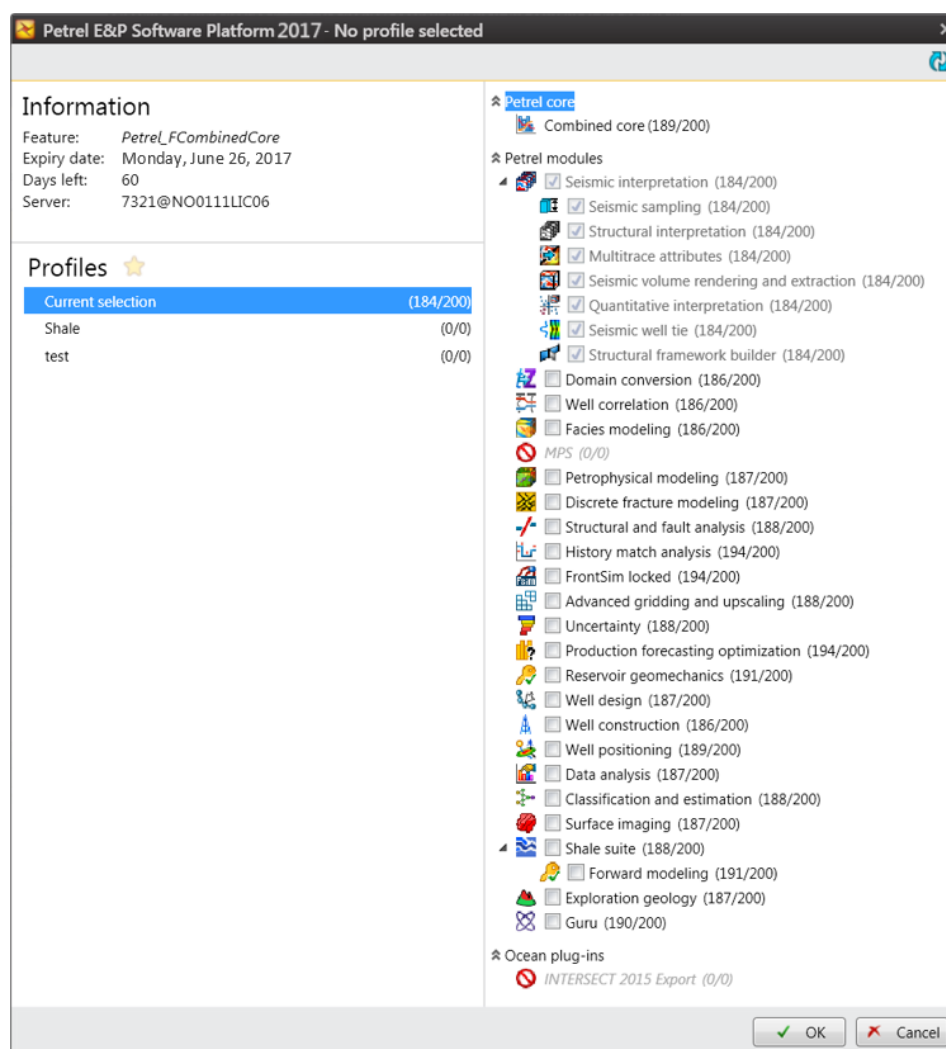 Petrel E&P Software Platform 2017 - No profile selected
Information
Feature: Petrel_FCombinedCore
Expiry date: Monday, June 26, 2017
Days left: 60
Server: 7321@NO0111LIC06
Profiles
Current selection (184/200)
Shale (0/0)
test (0/0)
Petrel core
Combined core (189/200)
Petrel modules
Seismic interpretation (184/200)
Seismic sampling (184/200)
Structural interpretation (184/200)
Multitrace attributes (184/200)
Seismic volume rendering and extraction (184/200)
Quantitative interpretation (184/200)
Seismic well tie (184/200)
Structural framework builder (184/200)
Domain conversion (186/200)
Well correlation (186/200)
Facies modeling (186/200)
MPS (0/0)
Petrophysical modeling (187/200)
Discrete fracture modeling (187/200)
Structural and fault analysis (188/200)
History match analysis (194/200)
FrontSim locked (194/200)
Advanced gridding and upscaling (188/200)
Uncertainty (188/200)
Production forecasting optimization (194/200)
Reservoir geomechanics (191/200)
Well design (187/200)
Well construction (186/200)
Well positioning (189/200)
Data analysis (187/200)
Classification and estimation (188/200)
Surface imaging (187/200)
Shale suite (188/200)
Forward modeling (191/200)
Exploration geology (187/200)
Guru (190/200)
Ocean plug-ins
INTERSECT 2015 Export (0/0)
OK
Cancel